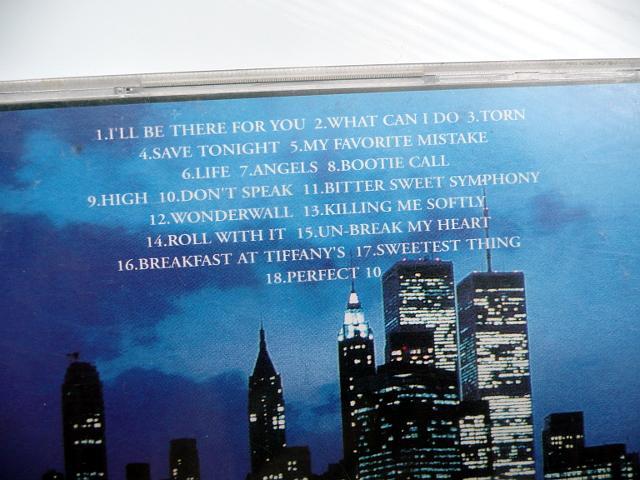 1.I'LL BE THERE FOR YOU 2.WHAT CAN I DO 3.TORN
4.SAVE TONIGHT 5.MY FAVORITE MISTAKE
6.LIFE 7.ANGELS 8.BOOTIE CALL
9.HIGH 10.DON'T SPEAK 11.BITTER SWEET SYMPHONY
12.WONDERWALL 13.KILLING ME SOFTLY
14.ROLL WITH IT 15.UN-BREAK MY HEART
16.BREAKFAST AT TIFFANY'S 17.SWEETEST THING
18.PERFECT 10